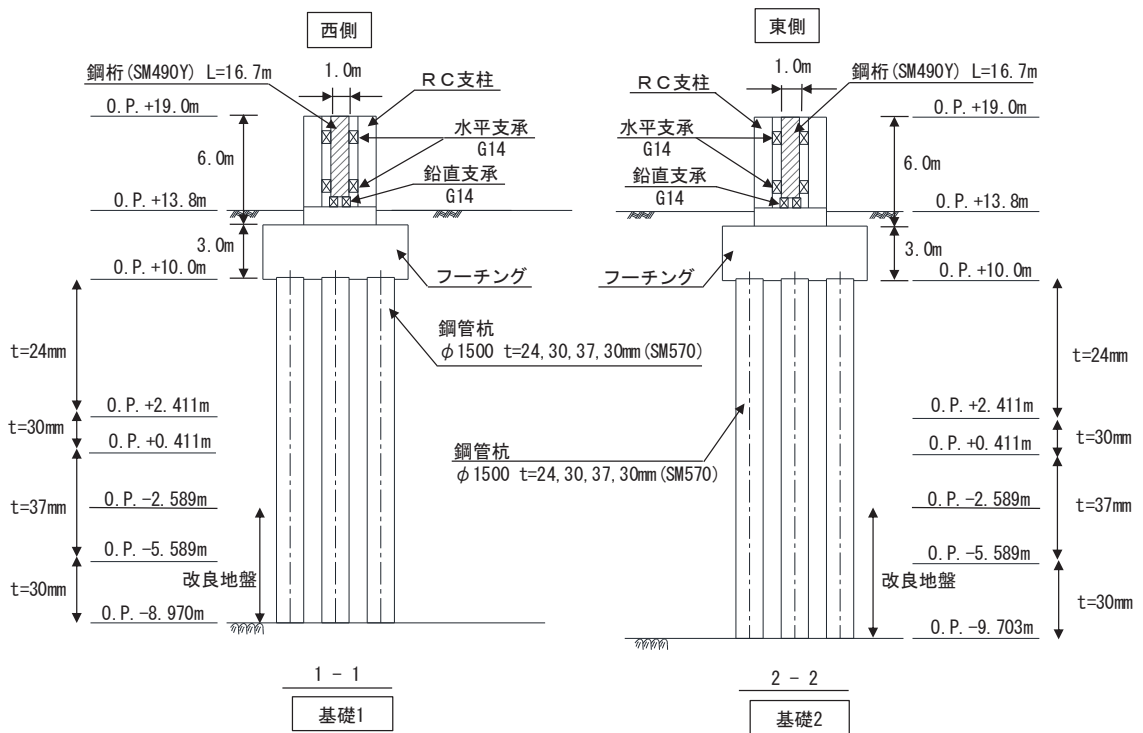 西側
鋼桁(SM490Y) L=16.7m
1.0m
RC支柱
O.P.+19.0m
水平支承
G14
6.0m
鉛直支承
G14
O.P.+13.8m
3.0m
O.P.+10.0m
フーチング
鋼管杭
φ1500 t=24,30,37,30mm(SM570)
t=24mm
O.P.+2.411m
t=30mm
O.P.+0.411m
O.P.-2.589m
t=37mm
O.P.-5.589m
改良地盤
t=30mm
O.P.-8.970m
1 - 1
基礎1
東側
1.0m
鋼桁(SM490Y) L=16.7m
RC支柱
O.P.+19.0m
水平支承
G14
6.0m
鉛直支承
G14
O.P.+13.8m
3.0m
フーチング
O.P.+10.0m
t=24mm
O.P.+2.411m
t=30mm
O.P.+0.411m
鋼管杭
φ1500 t=24,30,37,30mm(SM570)
O.P.-2.589m
t=37mm
O.P.-5.589m
改良地盤
t=30mm
O.P.-9.703m
2 - 2
基礎2